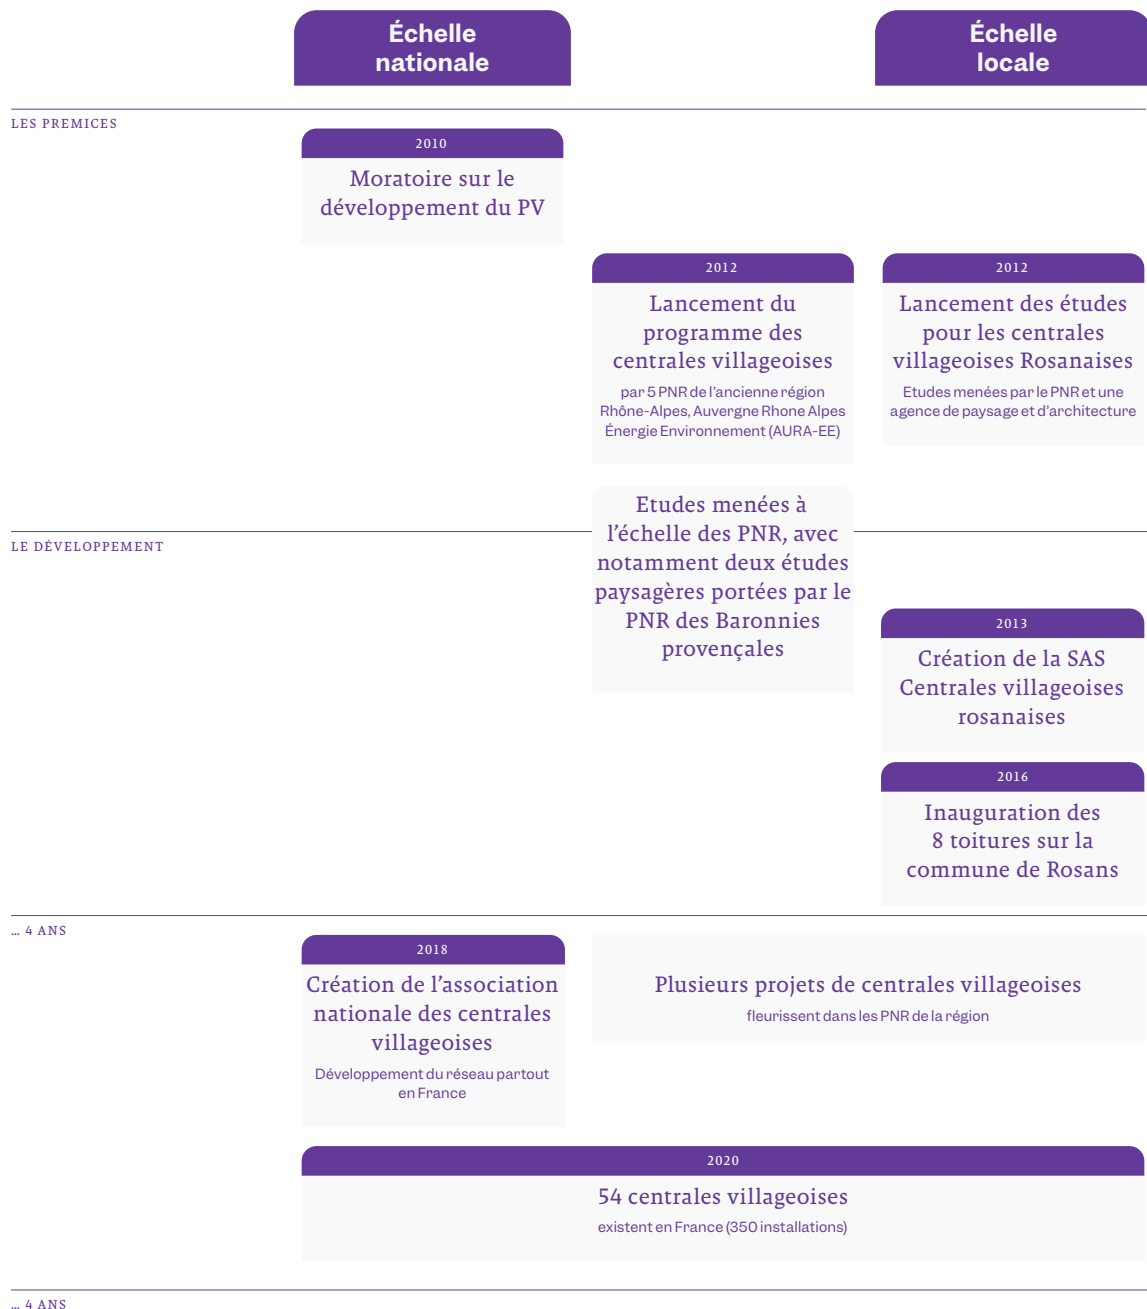 Échelle
nationale
Échelle
locale
LES PREMICES
2010
Moratoire sur le
développement du PV
2012
Lancement du
programme des
centrales villageoises
par 5 PNR de l'ancienne région
Rhône-Alpes, Auvergne Rhone Alpes
Énergie Environnement (AURA-EE)
2012
Lancement des études
pour les centrales
villageoises Rosanaises
Etudes menées par le PNR et une
agence de paysage et d'architecture
Etudes menées à
l'échelle des PNR, avec
notamment deux études
paysagères portées par le
PNR des Baronnies
provençales
LE DÉVELOPPEMENT
2013
Création de la SAS
Centrales villageoises
rosanaises
2016
Inauguration des
8 toitures sur la
commune de Rosans
... 4 ANS
2018
Création de l'association
nationale des centrales
villageoises
Développement du réseau partout
en France
Plusieurs projets de centrales villageoises
fleurissent dans les PNR de la région
2020
54 centrales villageoises
existent en France (350 installations)
... 4 ANS